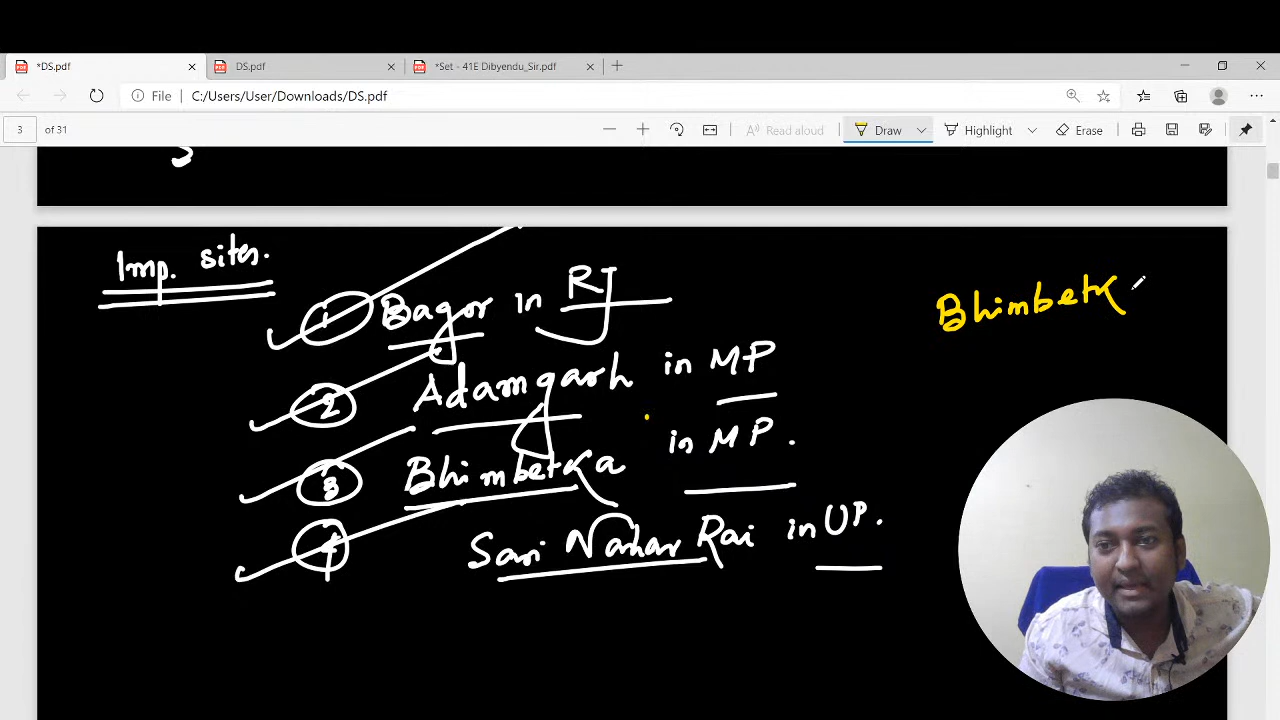 *DS.pdf
DS.pdf
*Set - 41E Dibyendu_Sir.pdf
File C:/Users/User/Downloads/DS.pdf
3 of 31
Read aloud Draw Highlight Erase
Imp. sites.
1 Bagor in RJ
2 Adamgarh in MP
3 Bhimbetka in MP.
4 Sari Nahar Rai in UP.
Bhimbetk